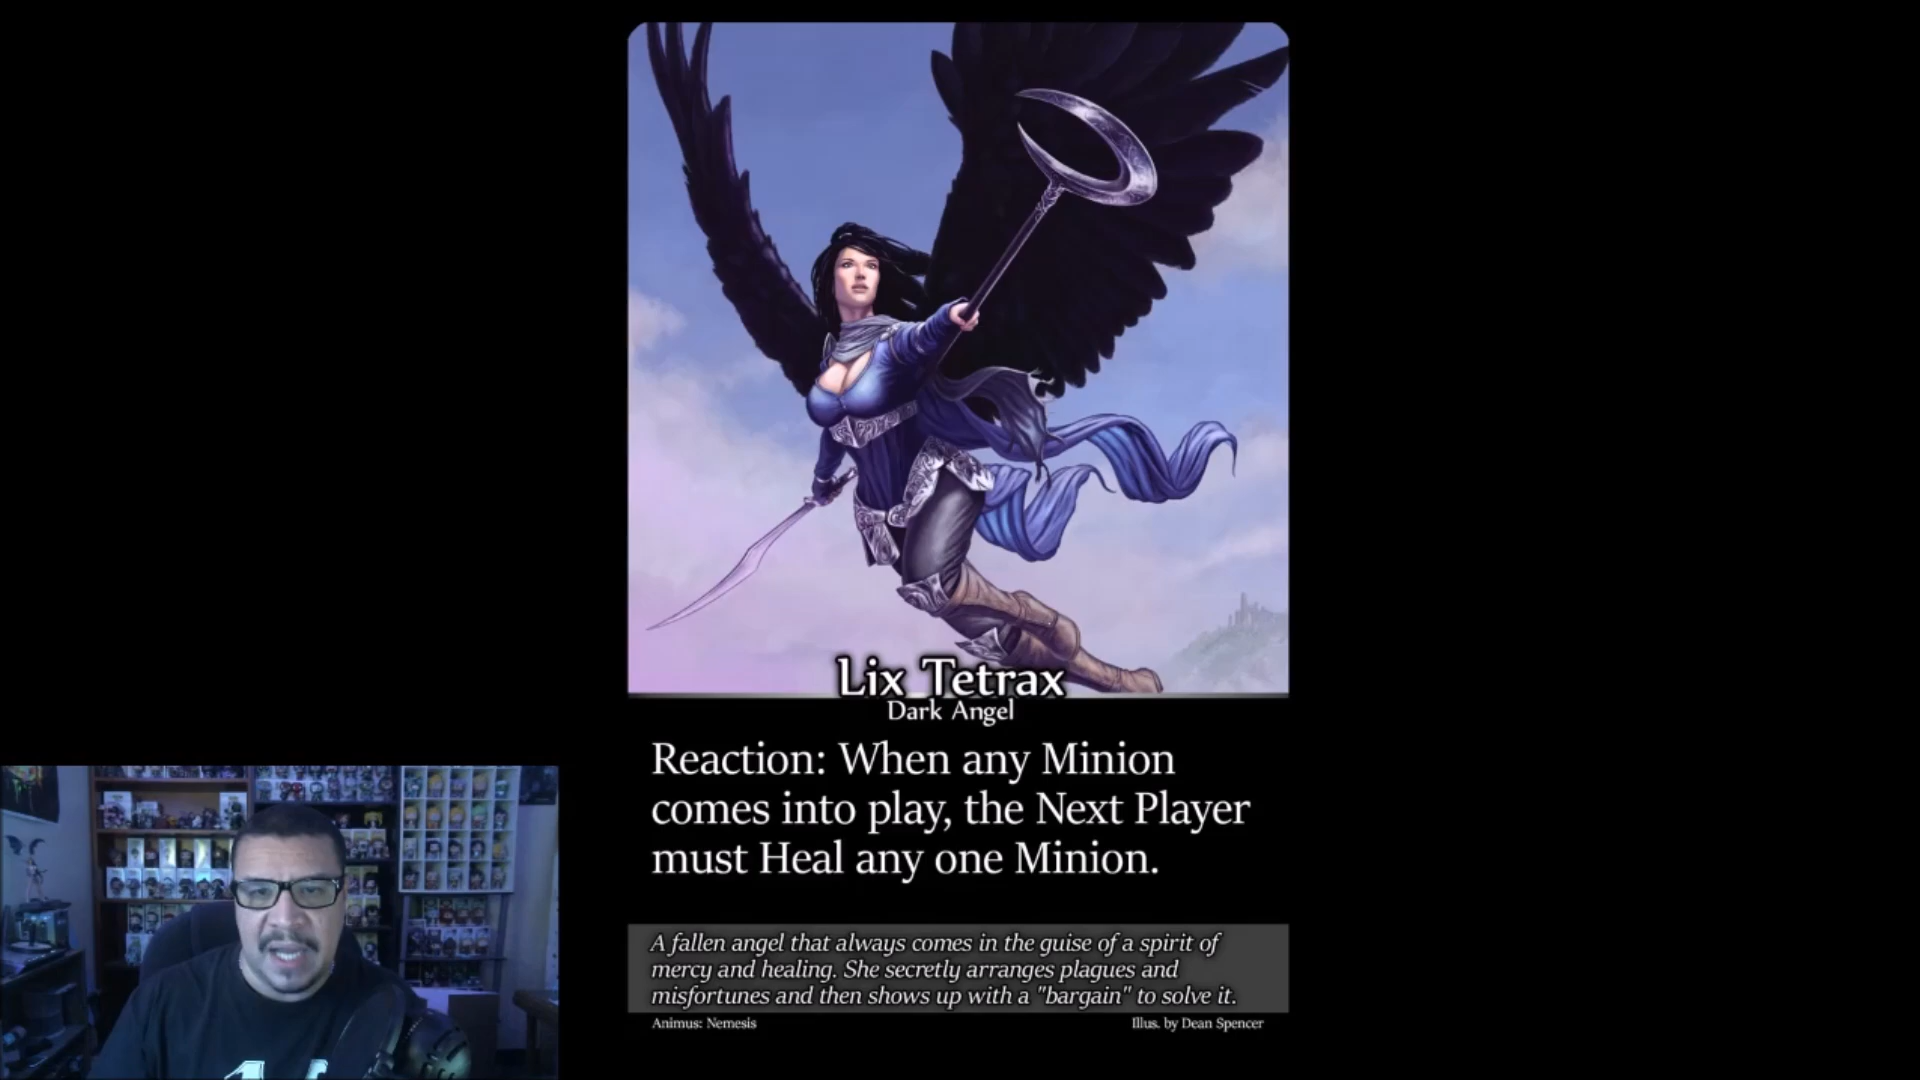 Lix Tetrax
Dark Angel
Reaction: When any Minion
comes into play, the Next Player
must Heal any one Minion.
A fallen angel that always comes in the guise of a spirit of
mercy and healing. She secretly arranges plagues and
misfortunes and then shows up with a "bargain" to solve it.
Animus: Nemesis
Illus. by Dean Spencer